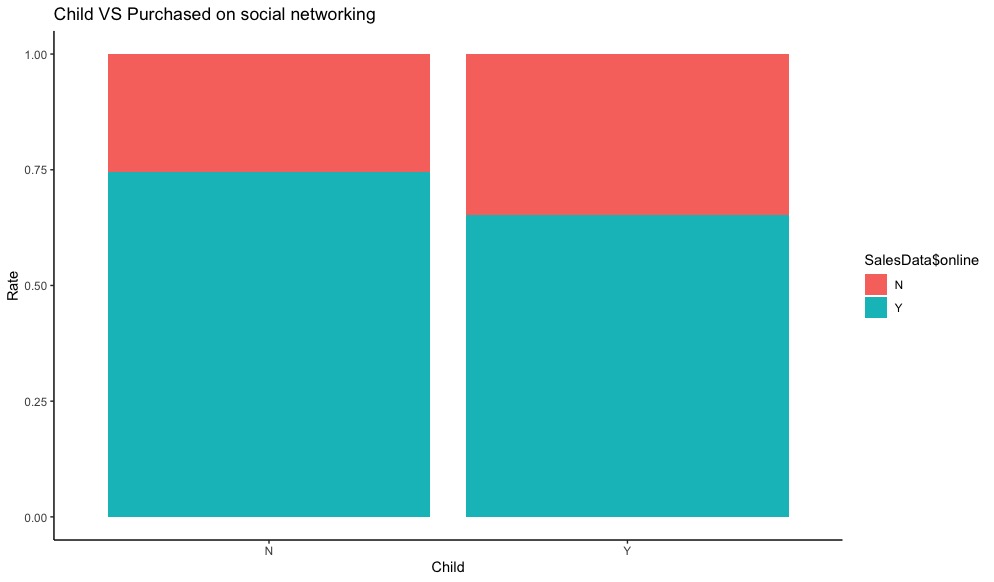 Child VS Purchased on social networking
1.00
0.75
0.50
0.25
0.00
Rate
N
Y
Child
SalesData$online
N
Y